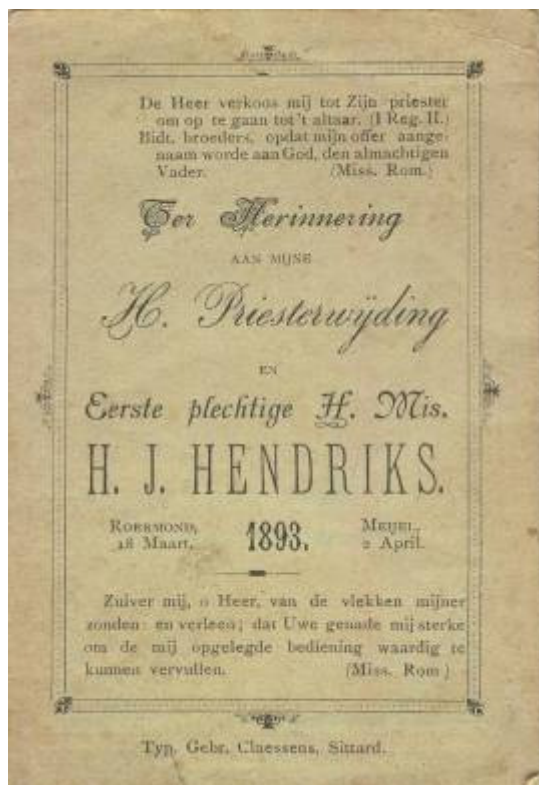 De Heer verkoos mij tot Zijn priester
om op te gaan tot 't altaar. (I Reg. II.)
Bidt, broeders, opdat mijn offer aange-
naam worde aan God, den almachtigen
Vader. (Miss. Rom.)
Ter Herinnering
AAN MIJNE
H. Priesterwijding
EN
Eerste plechtige H. Mis.
H. J. HENDRIKS.
ROERMOND, 1893. MEIJEL,
18 Maart. 2 April.
Zuiver mij, o Heer, van de vlekken mijner
zonden: en verleen; dat Uwe genade mij sterke
om de mij opgelegde bediening waardig te
kunnen vervullen. (Miss. Rom)
Typ. Gebr. Claessens, Sittard.